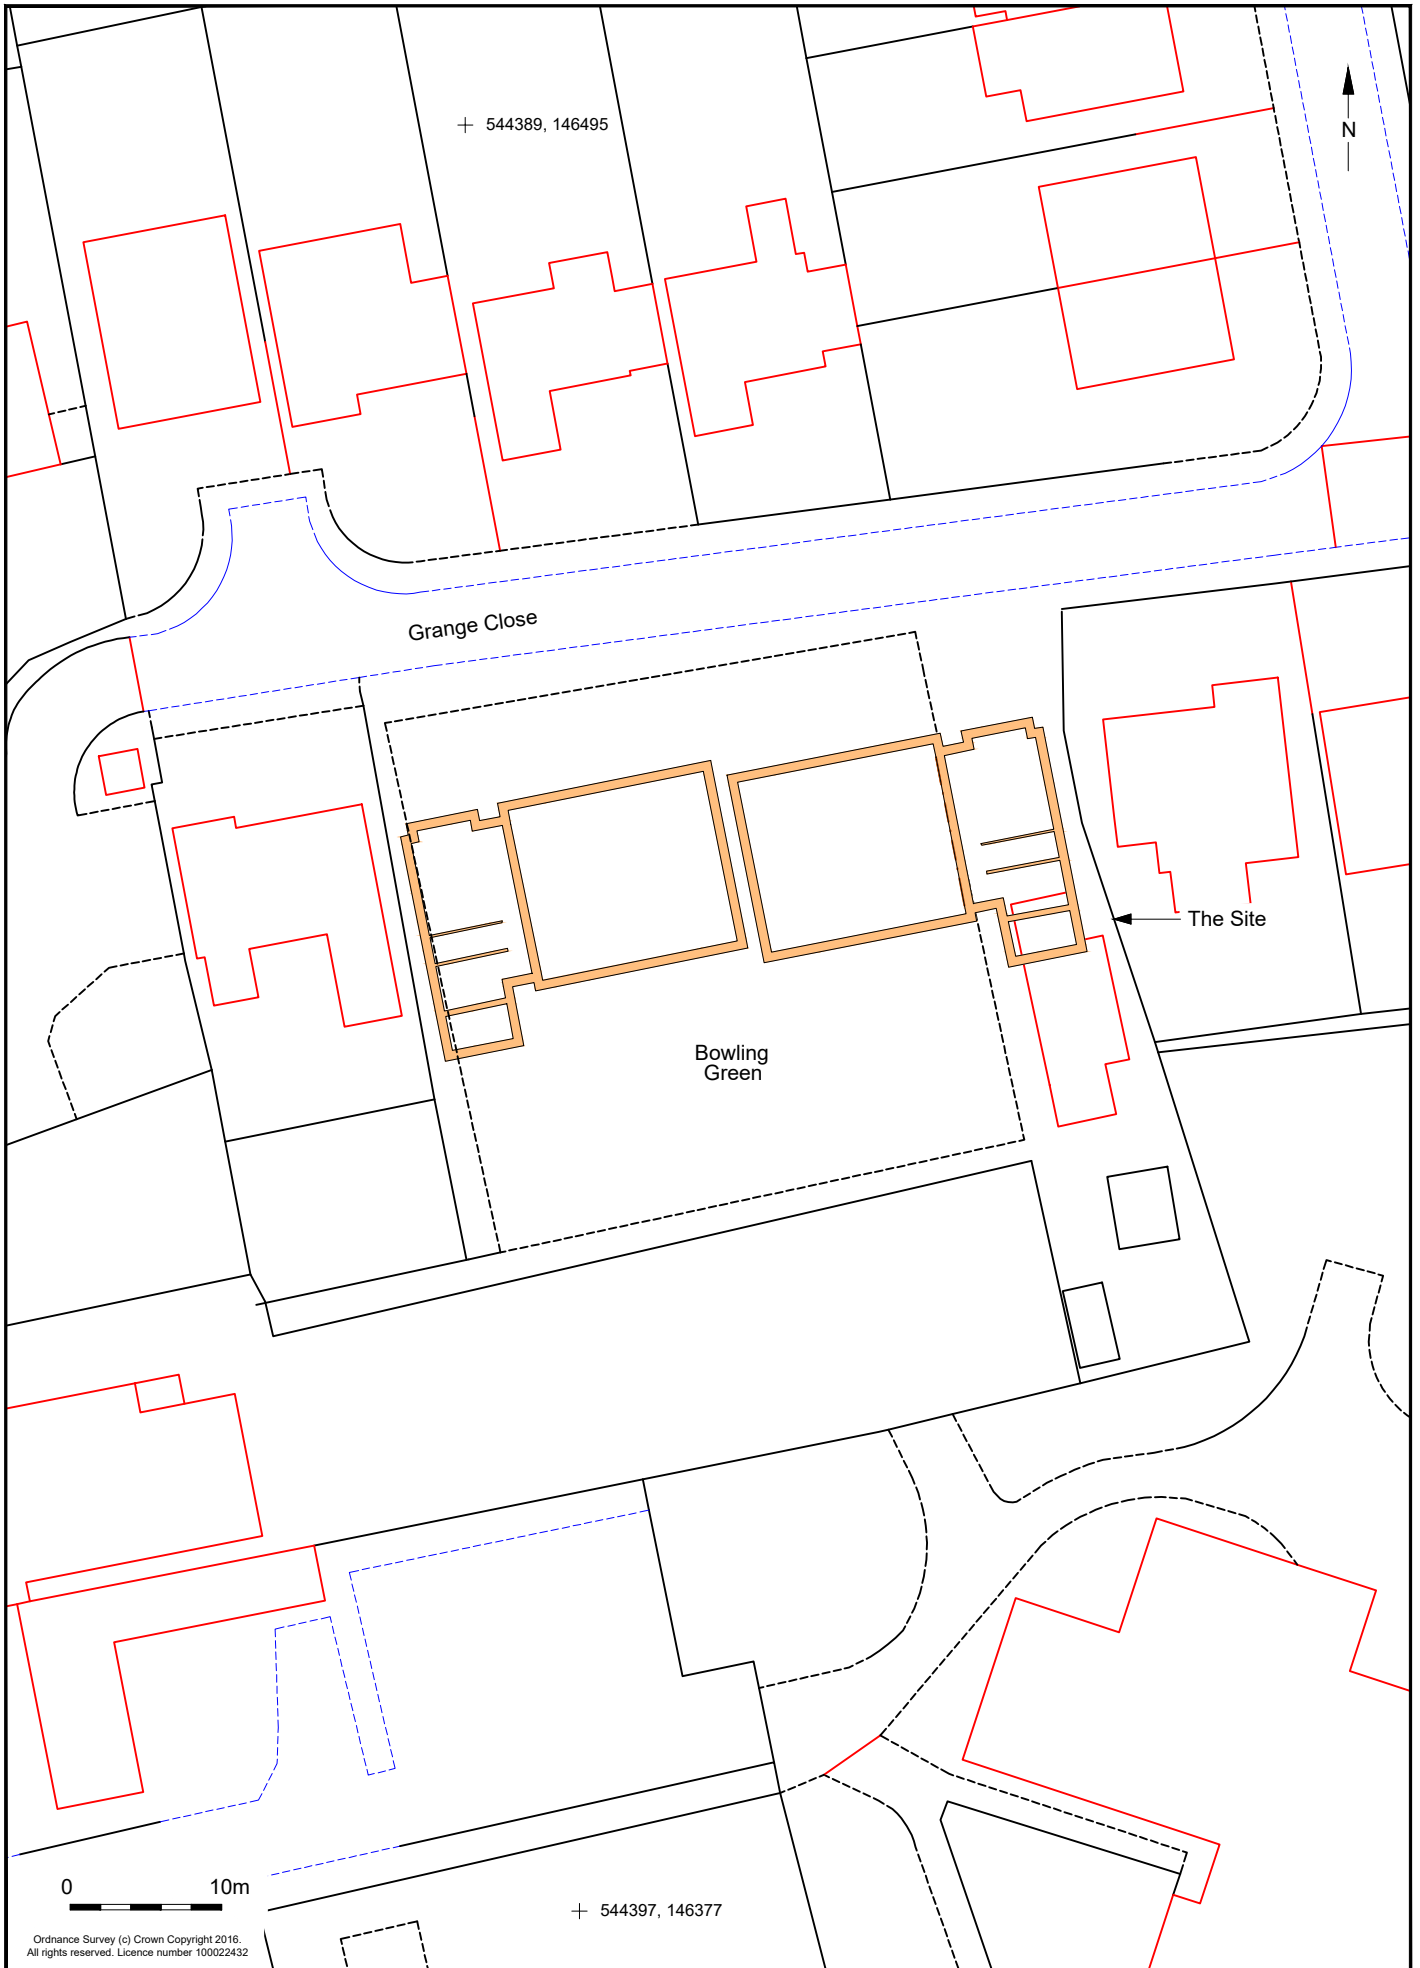 544389, 146495
N
Grange Close
The Site
Bowling
Green
0 10m
544397, 146377
Ordnance Survey (c) Crown Copyright 2016.
All rights reserved. Licence number 100022432